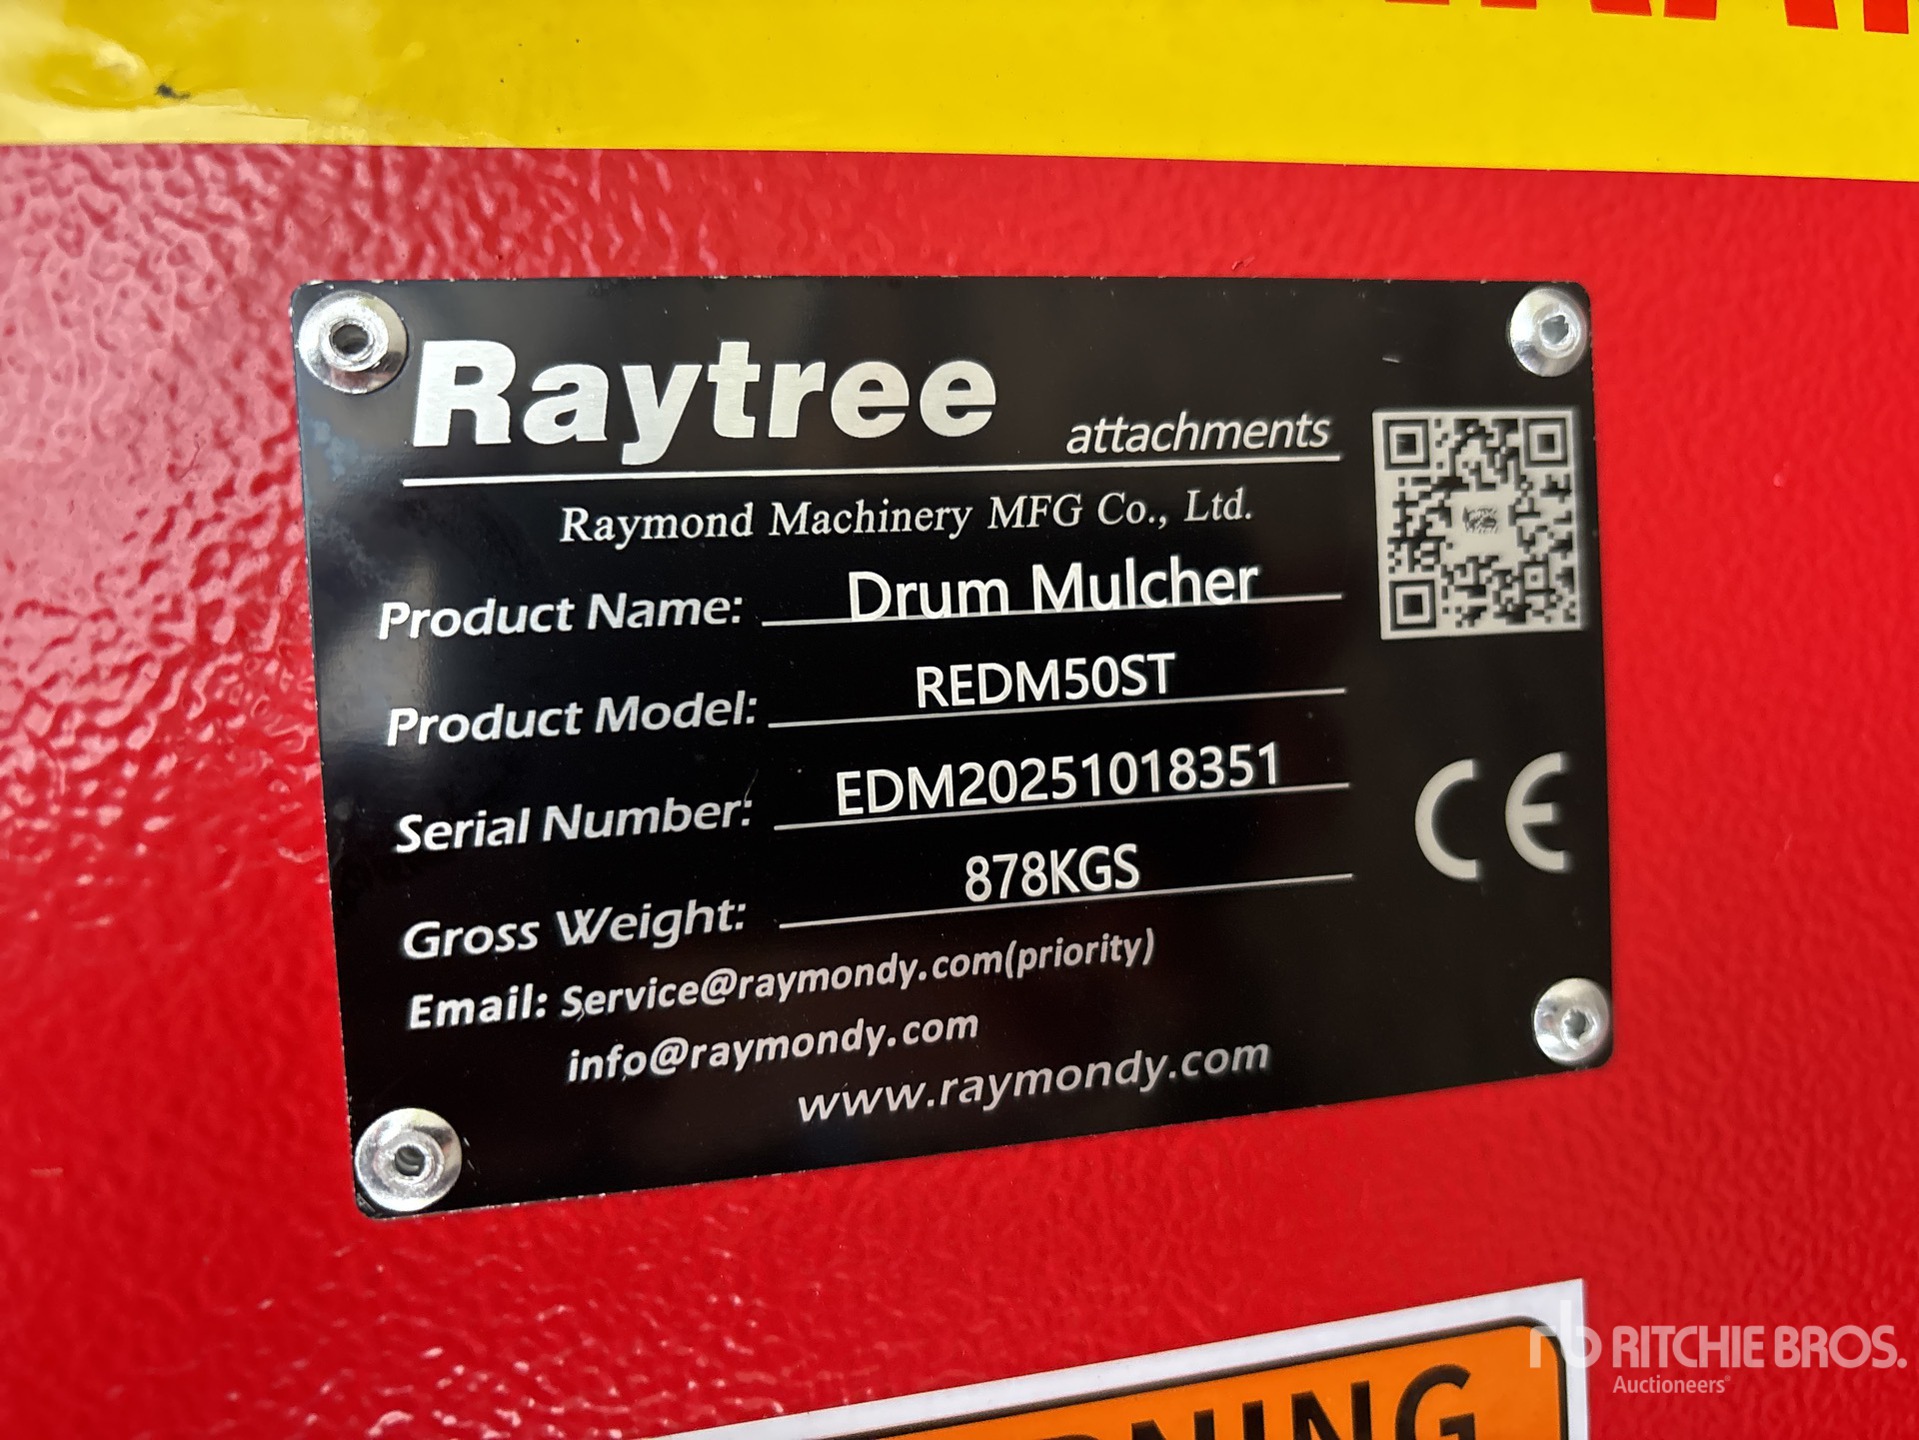 Raytree attachments
Raymond Machinery MFG Co., Ltd.
Product Name: Drum Mulcher
Product Model: REDM50ST
Serial Number: EDM20251018351
Gross Weight: 878KGS
Email: Service@raymondy.com(priority)
info@raymondy.com
www.raymondy.com
CE
rb RITCHIE BROS.
Auctioneers